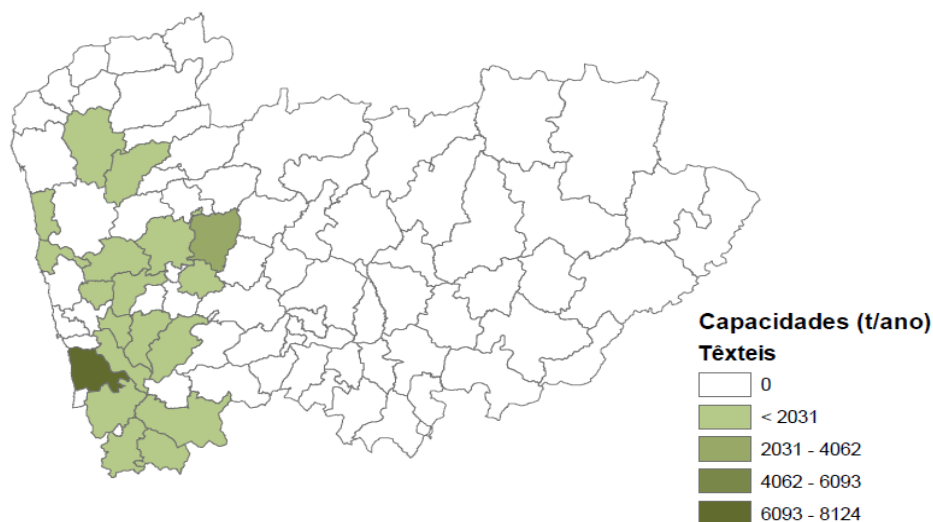 Capacidades (t/ano)
Têxteis
0
< 2031
2031 - 4062
4062 - 6093
6093 - 8124